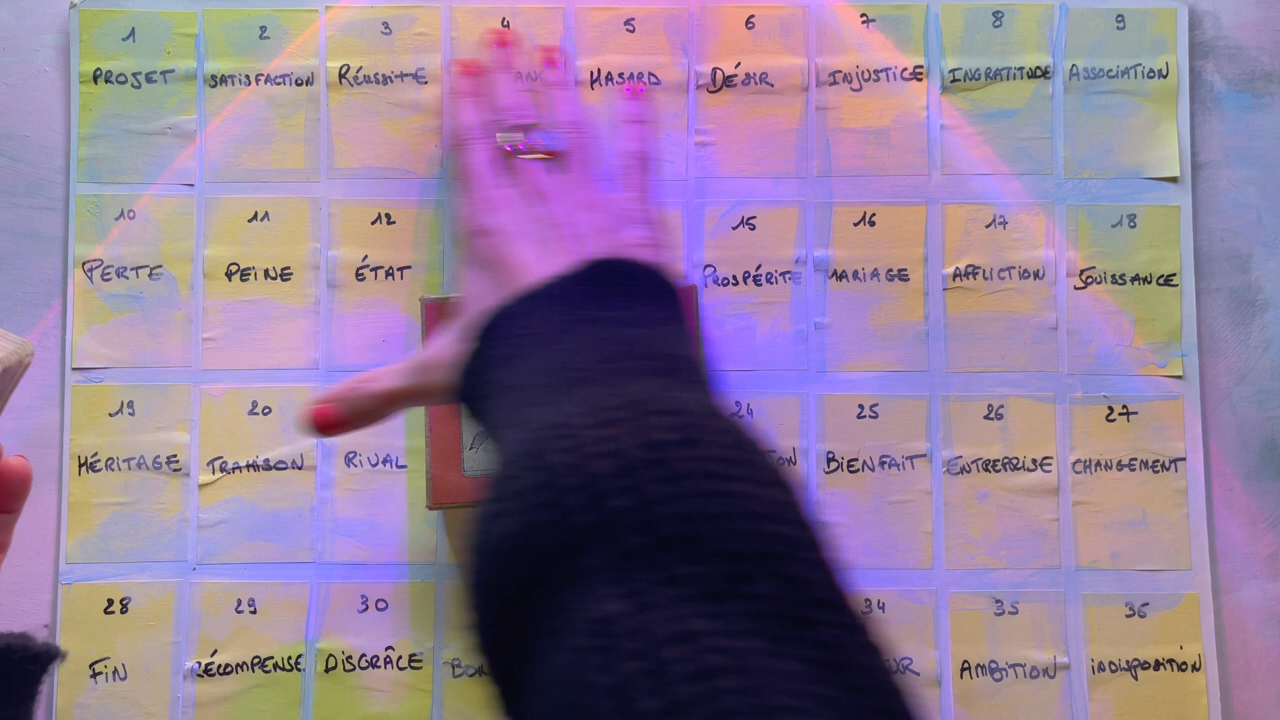 1 2 3 4 5 6 7 8 9
PROJET SATISFACTION RÉUSSITE HASARD DÉSIR INJUSTICE INGRATITUDE ASSOCIATION
10 11 12 15 16 17 18
PERTE PEINE ÉTAT PROSPÉRITÉ MARIAGE AFFLICTION JOUISSANCE
19 20 24 25 26 27
HÉRITAGE TRAHISON RIVAL BIENFAIT ENTREPRISE CHANGEMENT
28 29 30 34 35 36
FIN RÉCOMPENSE DISGRÂCE AMBITION INDISPOSITION